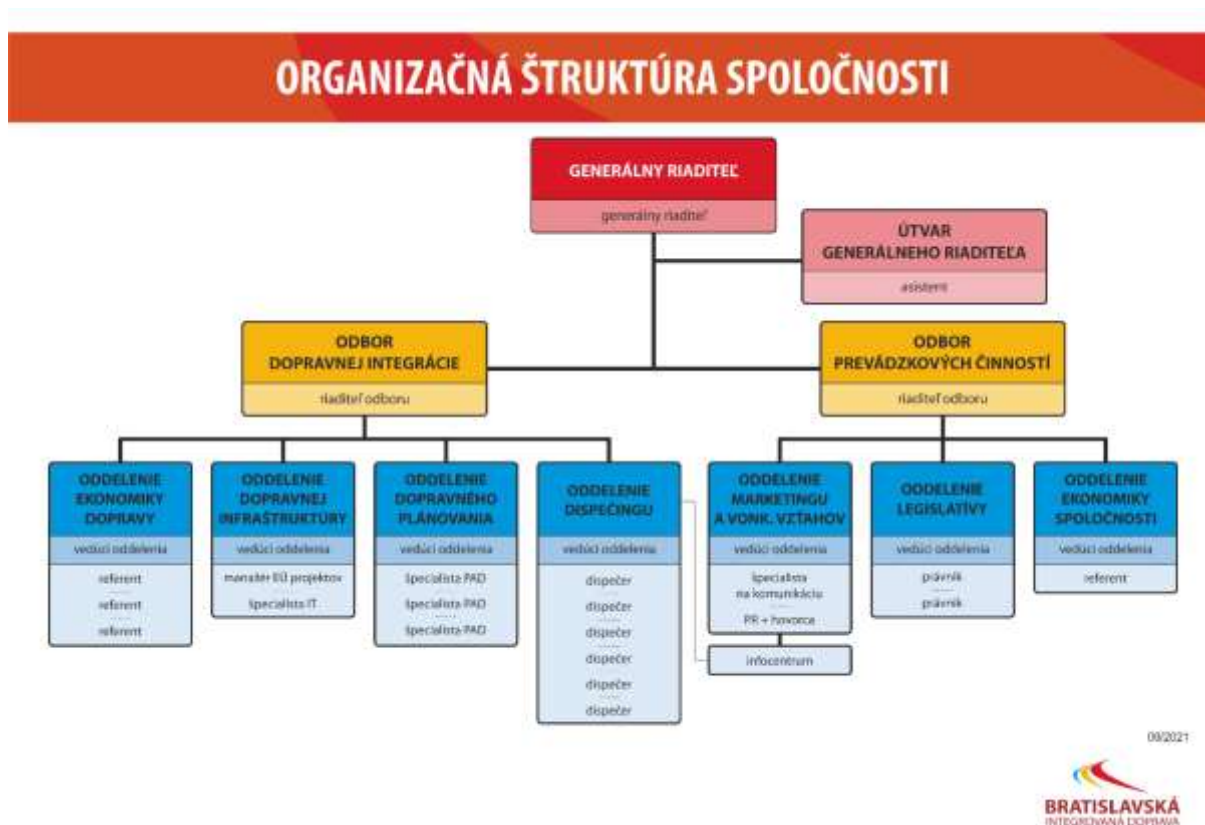 ORGANIZAČNÁ ŠTRUKTÚRA SPOLOČNOSTI
GENERÁLNY RIADITEĽ
generálny riaditeľ
ÚTVAR
GENERÁLNEHO RIADITEĽA
asistent
ODBOR
DOPRAVNEJ INTEGRÁCIE
riaditeľ odboru
ODBOR
PREVÁDZKOVÝCH ČINNOSTÍ
riaditeľ odboru
ODDELENIE
EKONOMIKY
DOPRAVY
vedúci oddelenia
referent
referent
referent
ODDELENIE
DOPRAVNEJ
INFRAŠTRUKTÚRY
vedúci oddelenia
manažér EÚ projektov
špecialista IT
ODDELENIE
DOPRAVNÉHO
PLÁNOVANIA
vedúci oddelenia
špecialista PAD
špecialista PAD
špecialista PAD
ODDELENIE
DISPEČINGU
vedúci oddelenia
dispečer
dispečer
dispečer
dispečer
dispečer
dispečer
ODDELENIE
MARKETINGU
A VONK. VZŤAHOV
vedúci oddelenia
špecialista
na komunikáciu
PR + hovorca
infocentrum
ODDELENIE
LEGISLATÍVY
vedúci oddelenia
právnik
právnik
ODDELENIE
EKONOMIKY
SPOLOČNOSTI
vedúci oddelenia
referent
09/2021
BRATISLAVSKÁ
INTEGROVANÁ DOPRAVA